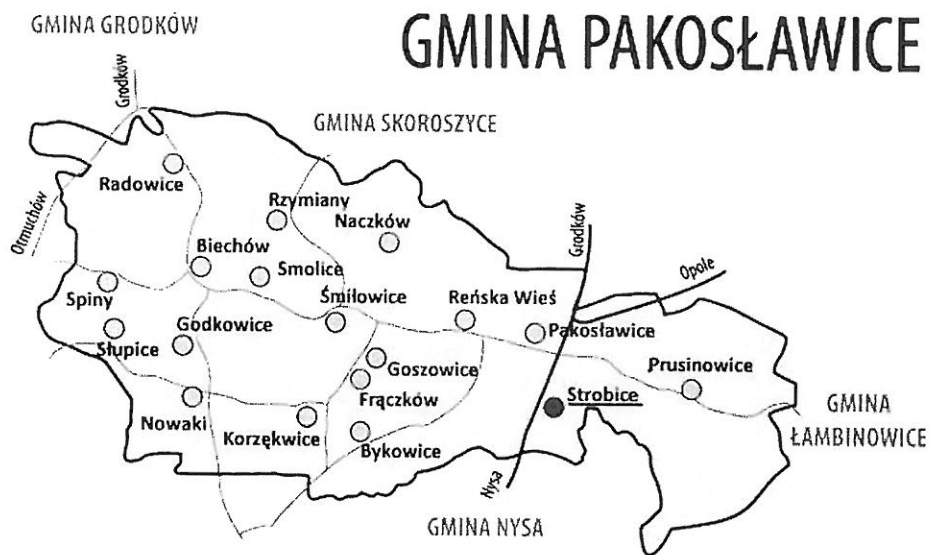 GMINA PAKOSŁAWICE
GMINA GRODKÓW
Grodków
GMINA SKOROSZYCE
Radowice
Otmuchów
Rzymiany
Naczków
Grodków
Biechów
Smolice
Opole
Spiny
Śmiłowice
Reńska Wieś
Słupice
Godkowice
Pakosławice
Goszowice
Prusinowice
Frączków
Strobice
Nowaki
Korzękwice
Bykowice
GMINA
ŁAMBINOWICE
Nysa
GMINA NYSA